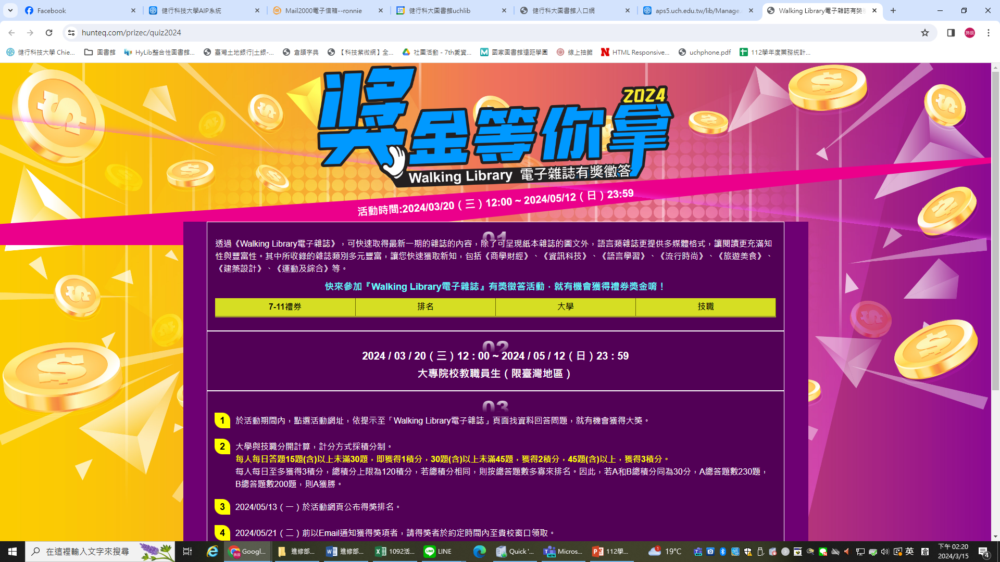 Facebook
健行科技大學AIP系統
Mail2000電子信箱--ronnie
健行科大圖書館uchlib
健行科大圖書館入口網
aps5.uch.edu.tw/lib/Manage
Walking Library電子雜誌有獎
hunteq.com/prizec/quiz2024
健行科技大學 Chie...
圖書館
HyLib整合性圖書館...
臺灣土地銀行|土銀-...
倉頡字典
【科技紫微網】全...
社團活動 - 7th愛資...
國家圖書館遠距學園
線上抽籤
HTML Responsive...
uchphone.pdf
112學年度業務統計...
2024
獎金等你拿
Walking Library 電子雜誌有獎徵答
活動時間:2024/03/20（三）12:00 ~ 2024/05/12（日）23:59
01
透過《Walking Library電子雜誌》，可快速取得最新一期的雜誌的內容，除了可呈現紙本雜誌的圖文外，語言類雜誌更提供多媒體格式，讓閱讀更充滿知
性與豐富性。其中所收錄的雜誌類別多元豐富，讓您快速獲取新知，包括《商學財經》、《資訊科技》、《語言學習》、《流行時尚》、《旅遊美食》、
《建築設計》、《運動及綜合》等。
快來參加『Walking Library電子雜誌』有獎徵答活動，就有機會獲得禮券獎金唷！
7-11禮券
排名
大學
技職
02
2024 / 03 / 20（三）12 : 00 ~ 2024 / 05 / 12（日）23 : 59
大專院校教職員生（限臺灣地區）
03
1 於活動期間內，點選活動網址，依提示至「Walking Library電子雜誌」頁面找資料回答問題，就有機會獲得大獎。
2 大學與技職分開計算，計分方式採積分制。
每人每日答題15題(含)以上未滿30題，即獲得1積分，30題(含)以上未滿45題，獲得2積分，45題(含)以上，獲得3積分。
每人每日至多獲得3積分，總積分上限為120積分，若總積分相同，則按總答題數多寡來排名。因此，若A和B總積分同為30分，A總答題數230題，
B總答題數200題，則A獲勝。
3 2024/05/13（一）於活動網頁公布得獎排名。
4 2024/05/21（二）前以Email通知獲得獎項者，請得獎者於約定時間內至貴校窗口領取。
在這裡輸入文字來搜尋
Googl...
進修部...
進修部...
1092活...
LINE
Quick '...
Micros...
112學...
19°C
英
下午 02:20
2024/3/15
4